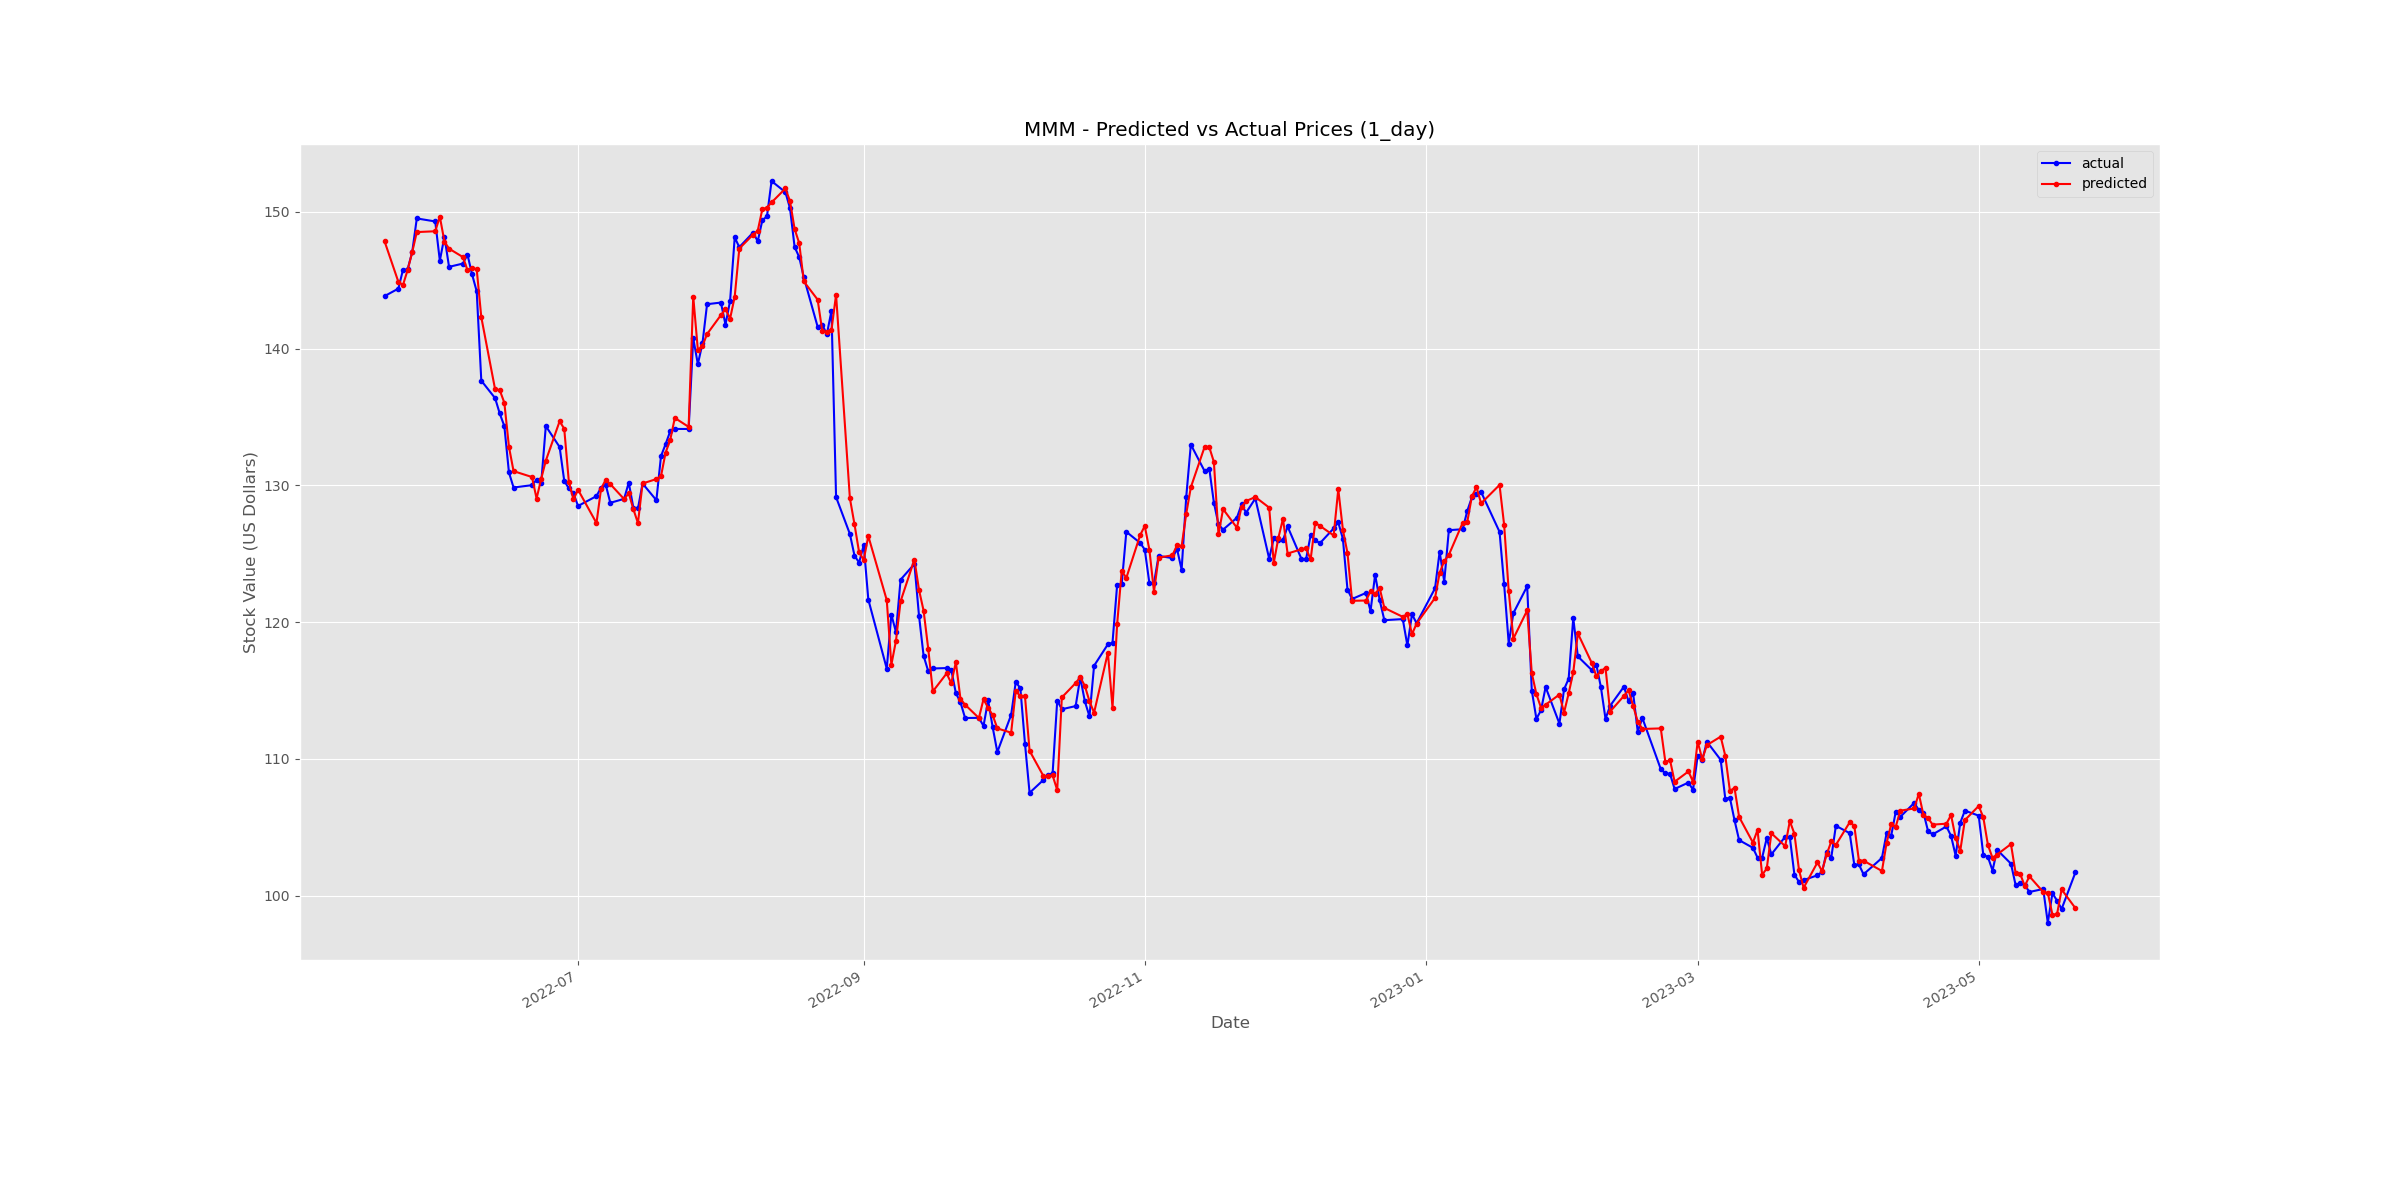 MMM - Predicted vs Actual Prices (1_day)
actual
predicted
150
140
130
120
110
100
Stock Value (US Dollars)
2022-07
2022-09
2022-11
2023-01
2023-03
2023-05
Date